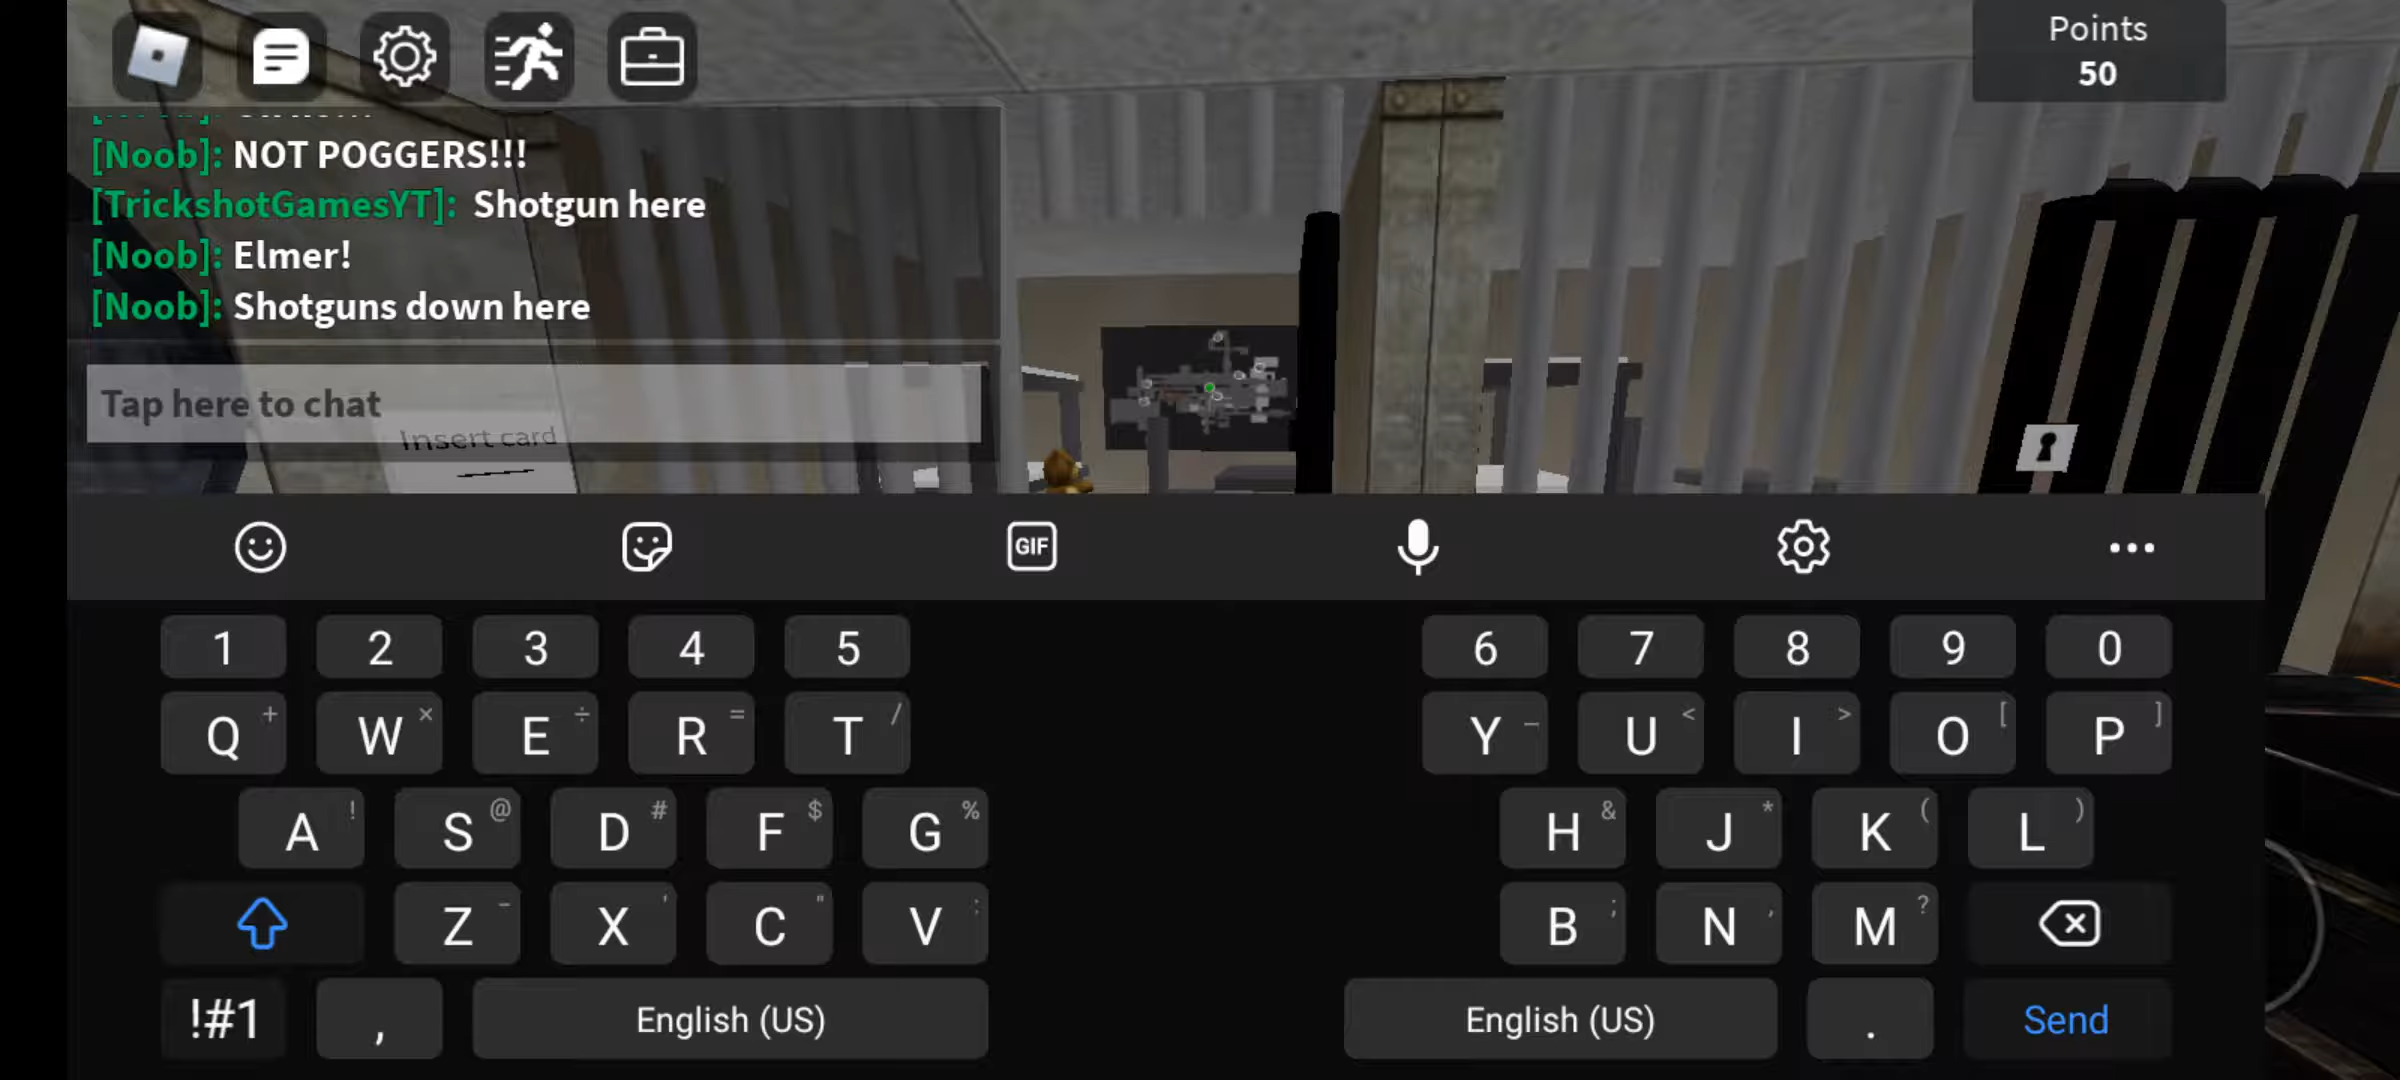 Points
50
[Noob]: NOT POGGERS!!!
[TrickshotGamesYT]: Shotgun here
[Noob]: Elmer!
[Noob]: Shotguns down here
Tap here to chat
Insert card
GIF
1 2 3 4 5 6 7 8 9 0
Q + W × E ÷ R = T / Y _ U < I > O [ P ]
A ! S @ D # F $ G % H & J * K ( L )
Z - X ' C " V : B ; N , M ?
!#1 , English (US) English (US) . Send